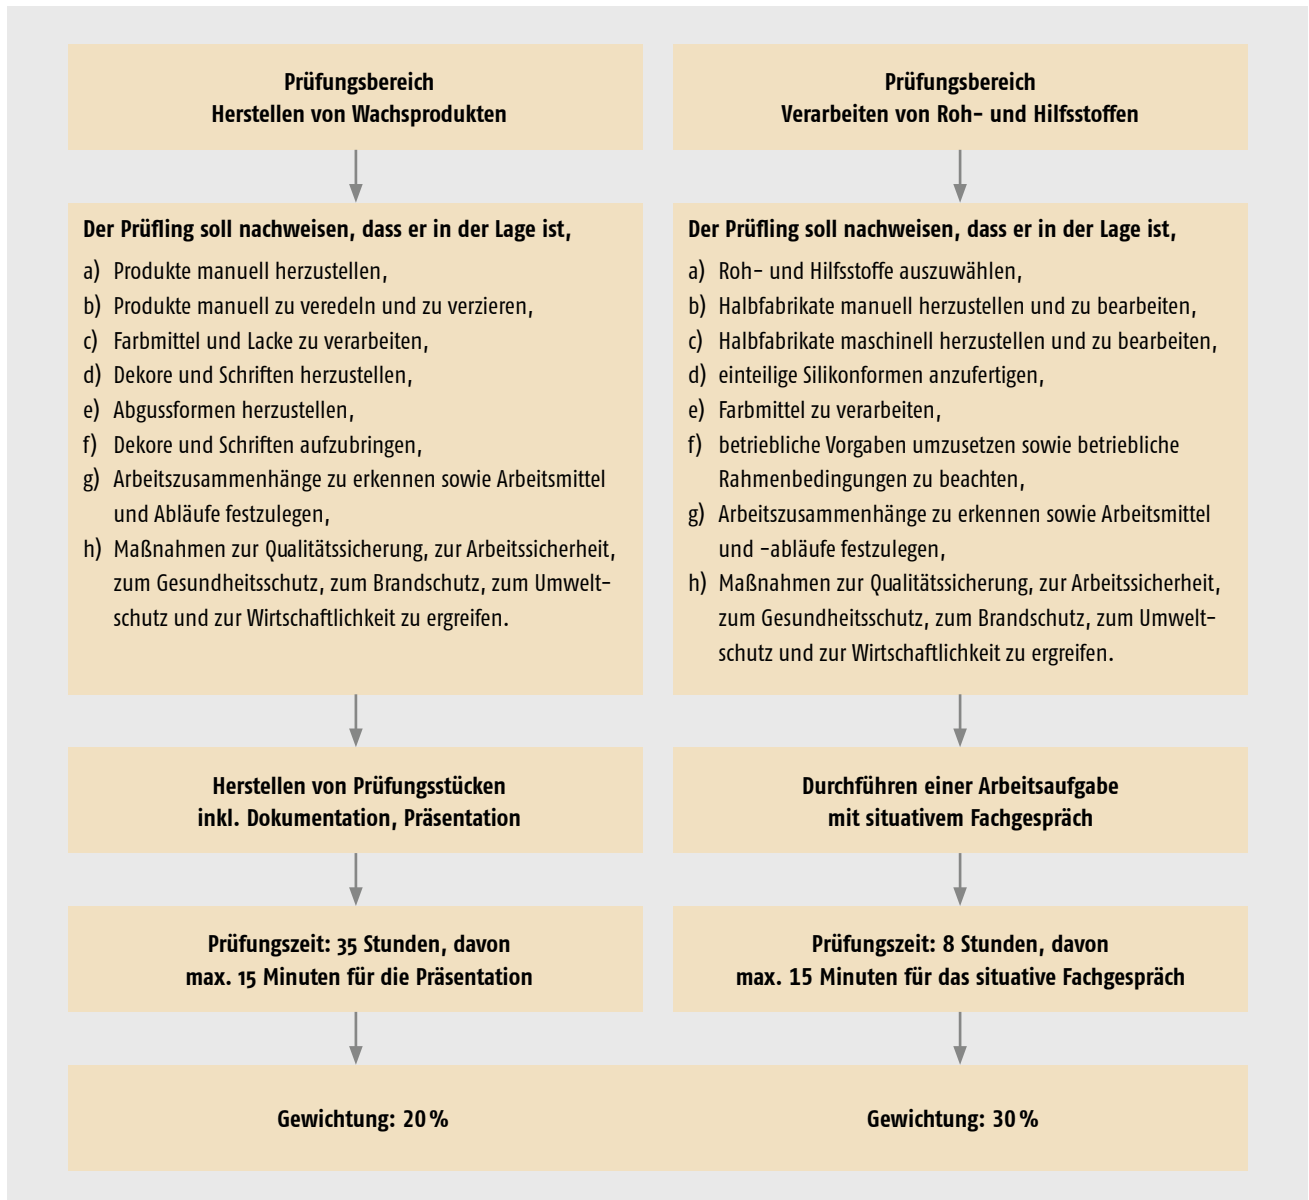 Prüfungsbereich
Herstellen von Wachsprodukten
Der Prüfling soll nachweisen, dass er in der Lage ist,
a) Produkte manuell herzustellen,
b) Produkte manuell zu veredeln und zu verzieren,
c) Farbmittel und Lacke zu verarbeiten,
d) Dekore und Schriften herzustellen,
e) Abgussformen herzustellen,
f) Dekore und Schriften aufzubringen,
g) Arbeitszusammenhänge zu erkennen sowie Arbeitsmittel
und Abläufe festzulegen,
h) Maßnahmen zur Qualitätssicherung, zur Arbeitssicherheit,
zum Gesundheitsschutz, zum Brandschutz, zum Umwelt-
schutz und zur Wirtschaftlichkeit zu ergreifen.
Herstellen von Prüfungsstücken
inkl. Dokumentation, Präsentation
Prüfungszeit: 35 Stunden, davon
max. 15 Minuten für die Präsentation
Gewichtung: 20 %
Prüfungsbereich
Verarbeiten von Roh- und Hilfsstoffen
Der Prüfling soll nachweisen, dass er in der Lage ist,
a) Roh- und Hilfsstoffe auszuwählen,
b) Halbfabrikate manuell herzustellen und zu bearbeiten,
c) Halbfabrikate maschinell herzustellen und zu bearbeiten,
d) einteilige Silikonformen anzufertigen,
e) Farbmittel zu verarbeiten,
f) betriebliche Vorgaben umzusetzen sowie betriebliche
Rahmenbedingungen zu beachten,
g) Arbeitszusammenhänge zu erkennen sowie Arbeitsmittel
und -abläufe festzulegen,
h) Maßnahmen zur Qualitätssicherung, zur Arbeitssicherheit,
zum Gesundheitsschutz, zum Brandschutz, zum Umwelt-
schutz und zur Wirtschaftlichkeit zu ergreifen.
Durchführen einer Arbeitsaufgabe
mit situativem Fachgespräch
Prüfungszeit: 8 Stunden, davon
max. 15 Minuten für das situative Fachgespräch
Gewichtung: 30 %